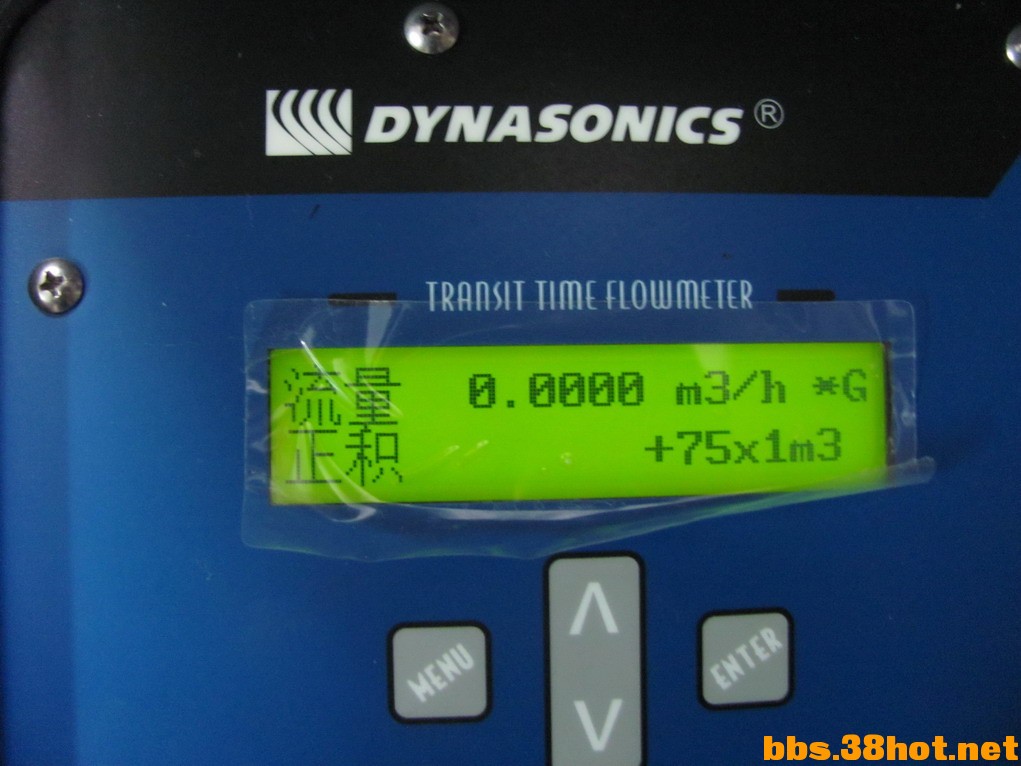 DYNASONICS®
TRANSIT TIME FLOWMETER
流量 0.0000 m3/h *G
正积 +75x1m3
MENU
ENTER
bbs.38hot.net